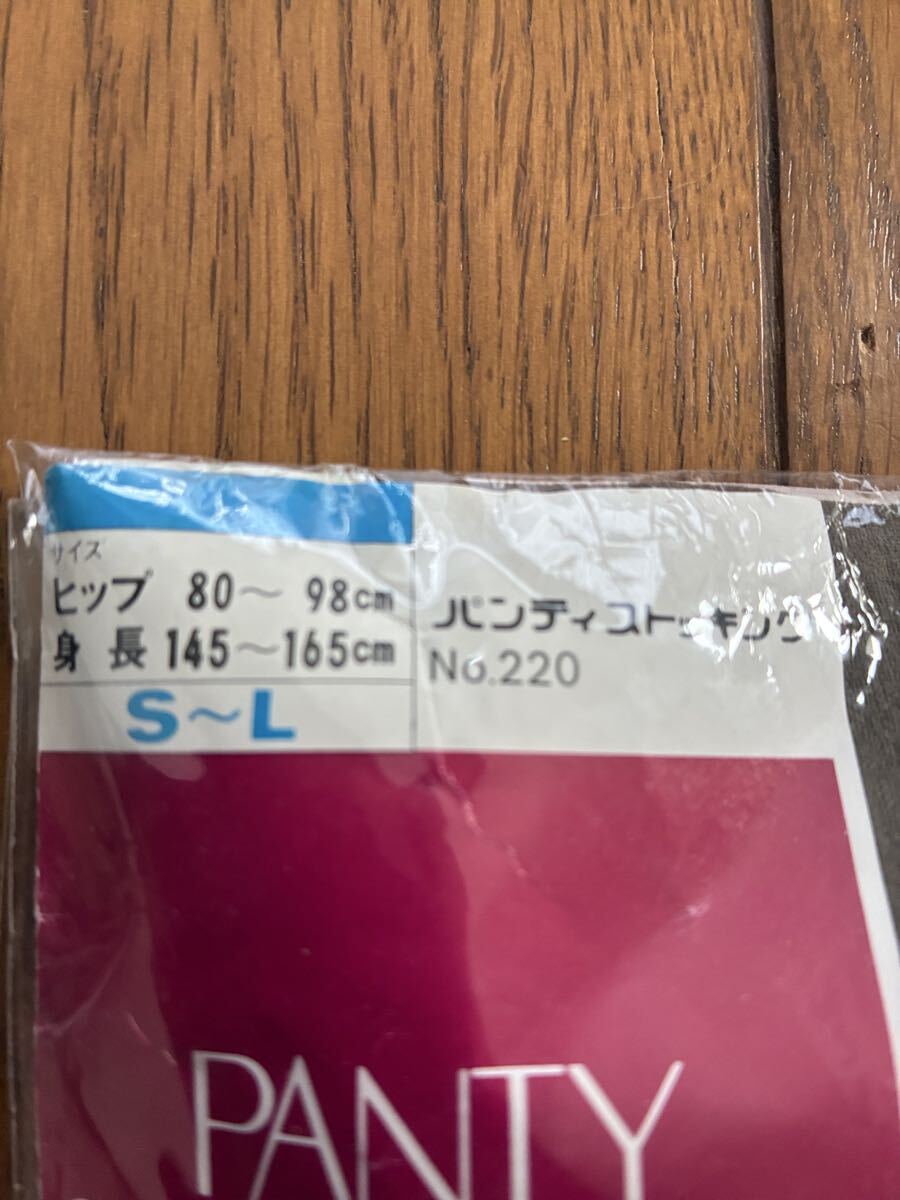 サイズ
ヒップ 80～98cm
身長 145～165cm
S～L
パンティストッキング
No.220
PANTY